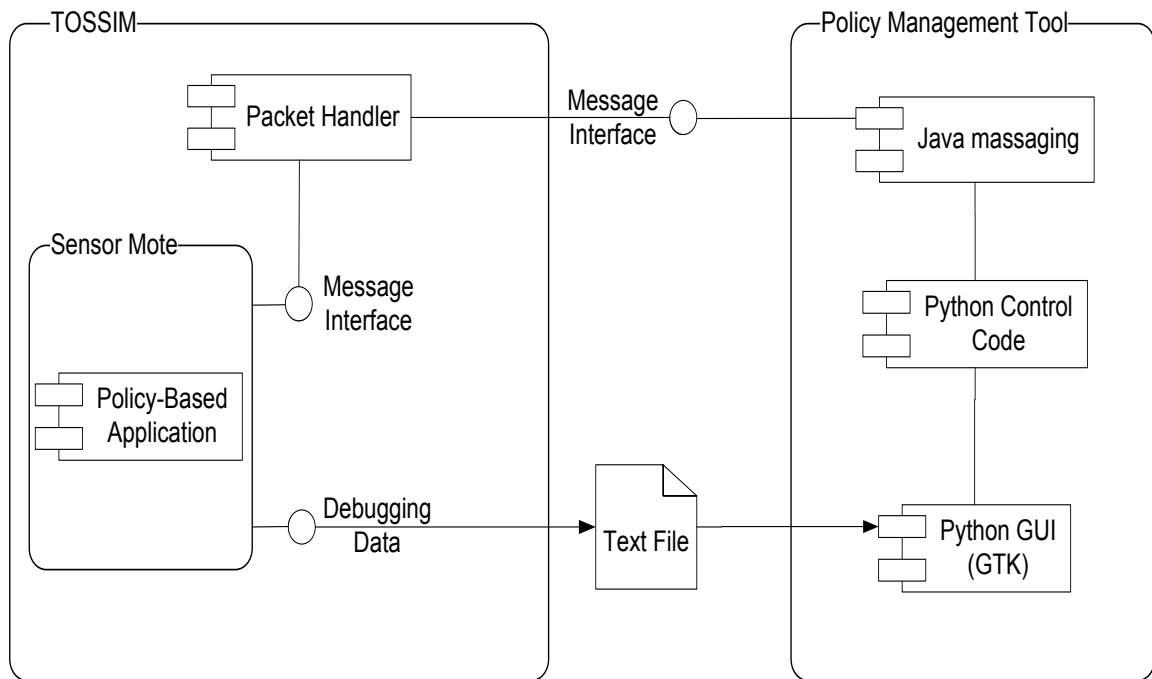 TOSSIM
Policy Management Tool
Packet Handler
Message
Interface
Java massaging
Sensor Mote
Message
Interface
Python Control
Code
Policy-Based
Application
Debugging
Data
Text File
Python GUI
(GTK)